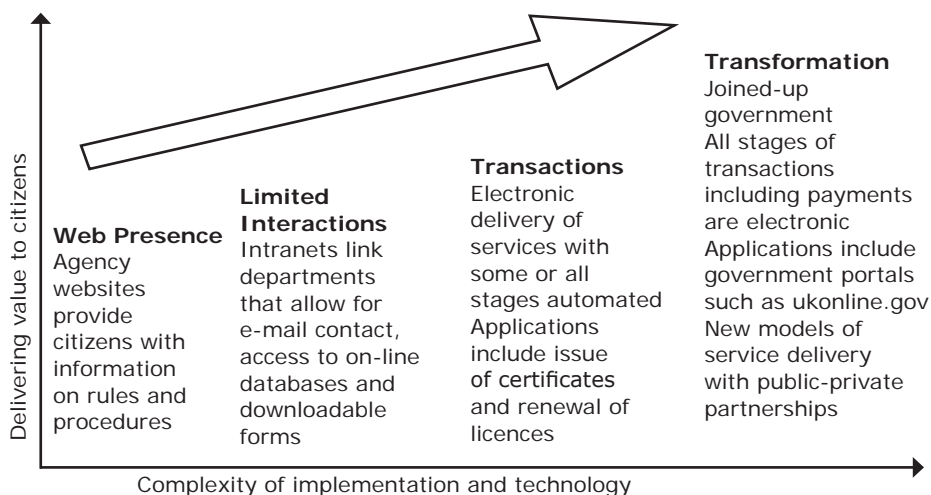 Delivering value to citizens
Web Presence
Agency
websites
provide
citizens with
information
on rules and
procedures
Limited
Interactions
Intranets link
departments
that allow for
e-mail contact,
access to on-line
databases and
downloadable
forms
Transactions
Electronic
delivery of
services with
some or all
stages automated
Applications
include issue
of certificates
and renewal of
licences
Transformation
Joined-up
government
All stages of
transactions
including payments
are electronic
Applications include
government portals
such as ukonline.gov
New models of
service delivery
with public-private
partnerships
Complexity of implementation and technology